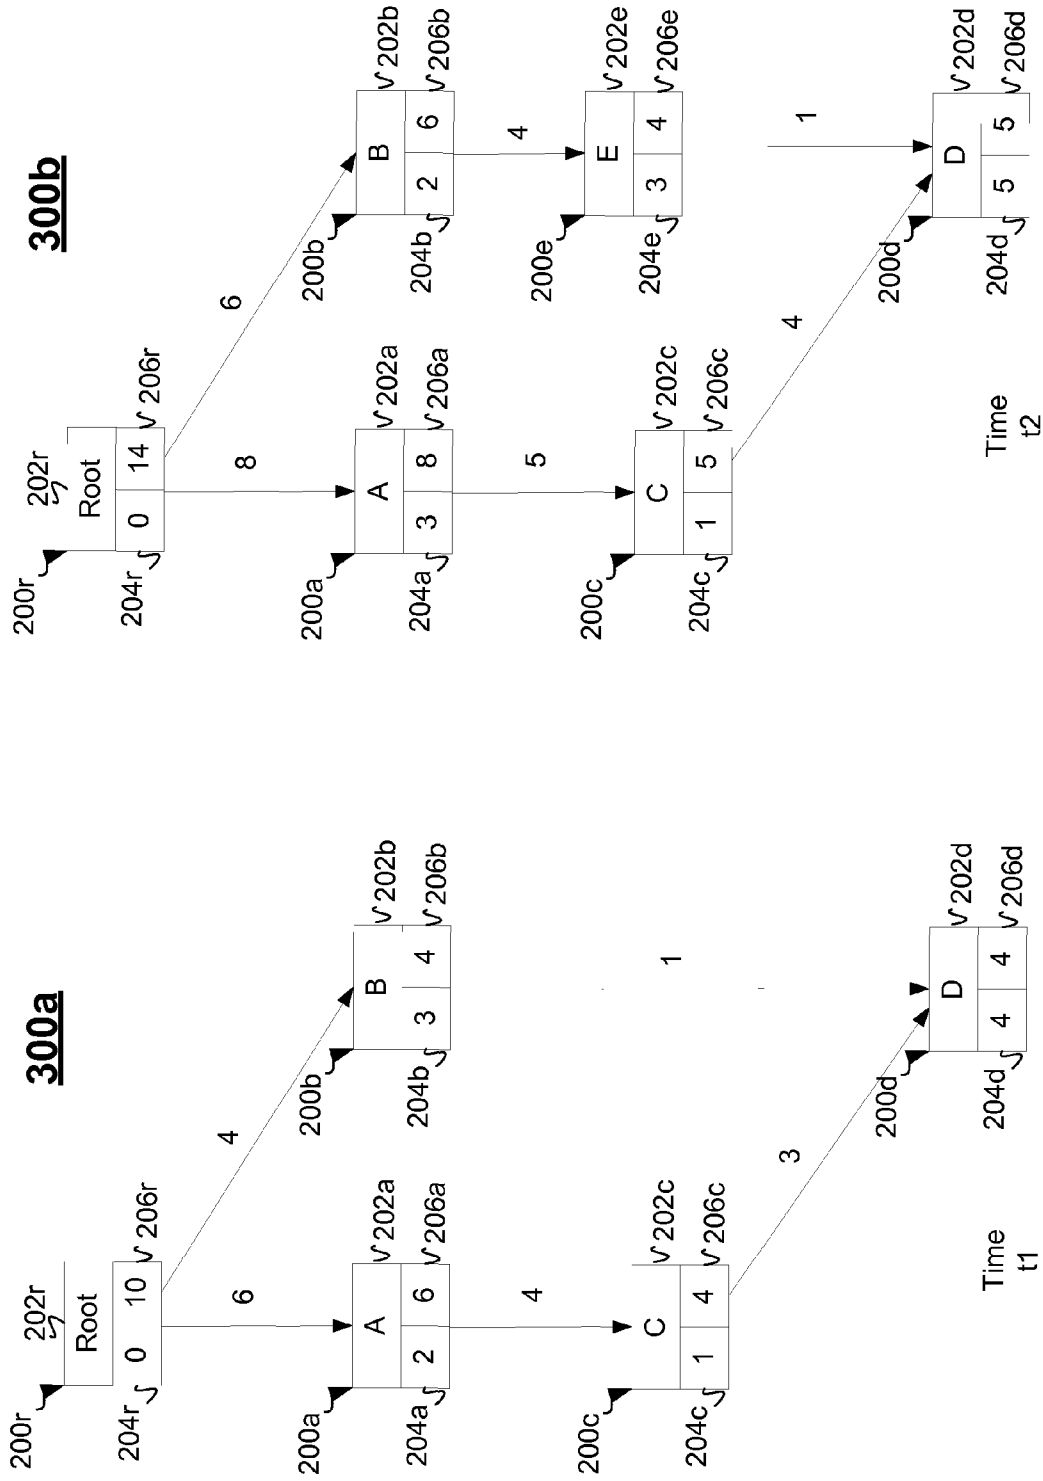 300a
200r
202r
Root
0 10
204r
206r
6
4
200a
A
202a
2 6
204a
206a
200b
B
202b
3 4
204b
206b
4
1
200c
C
202c
1 4
204c
206c
3
200d
D
202d
4 4
204d
206d
Time
t1
300b
200r
202r
Root
0 14
204r
206r
8
6
200a
A
202a
3 8
204a
206a
200b
B
202b
2 6
204b
206b
5
4
200e
E
202e
3 4
204e
206e
200c
C
202c
1 5
204c
206c
4
1
200d
D
202d
5 5
204d
206d
Time
t2